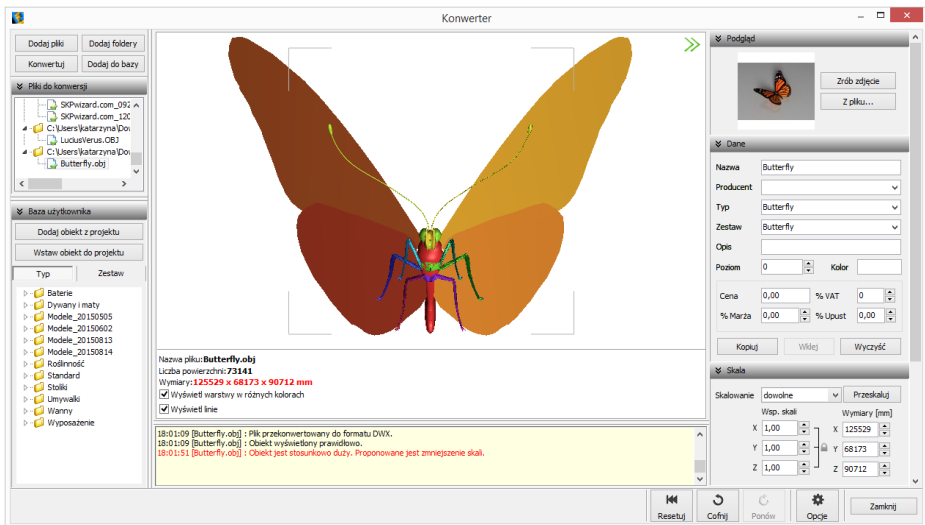 Konwerter
Dodaj pliki
Dodaj foldery
Konwertuj
Dodaj do bazy
Pliki do konwersji
SKPwizard.com_092
SKPwizard.com_120
C:\Users\katarzyna\Dov
LuciusVerus.OBJ
C:\Users\katarzyna\Dov
Butterfly.obj
Baza użytkownika
Dodaj obiekt z projektu
Wstaw obiekt do projektu
Typ
Zestaw
Baterie
Dywany i maty
Modele_20150505
Modele_20150602
Modele_20150813
Modele_20150814
Roślinność
Standard
Stoliki
Umywalki
Wanny
Wyposażenie
Nazwa pliku:Butterfly.obj
Liczba powierzchni:73141
Wymiary:125529 x 68173 x 90712 mm
Wyświetl warstwy w różnych kolorach
Wyświetl linie
18:01:09 [Butterfly.obj] : Plik przekonwertowany do formatu DWX.
18:01:09 [Butterfly.obj] : Obiekt wyświetlony prawidłowo.
18:01:51 [Butterfly.obj] : Obiekt jest stosunkowo duży. Proponowane jest zmniejszenie skali.
Podgląd
Zrób zdjęcie
Z pliku...
Dane
Nazwa Butterfly
Producent
Typ Butterfly
Zestaw Butterfly
Opis
Poziom 0 Kolor
Cena 0,00 % VAT 0
% Marża 0,00 % Upust 0,00
Kopiuj Wklej Wyczyść
Skala
Skalowanie dowolne Przeskaluj
Wsp. skali Wymiary [mm]
X 1,00 X 125529
Y 1,00 Y 68173
Z 1,00 Z 90712
Resetuj Cofnij Ponów Opcje Zamknij